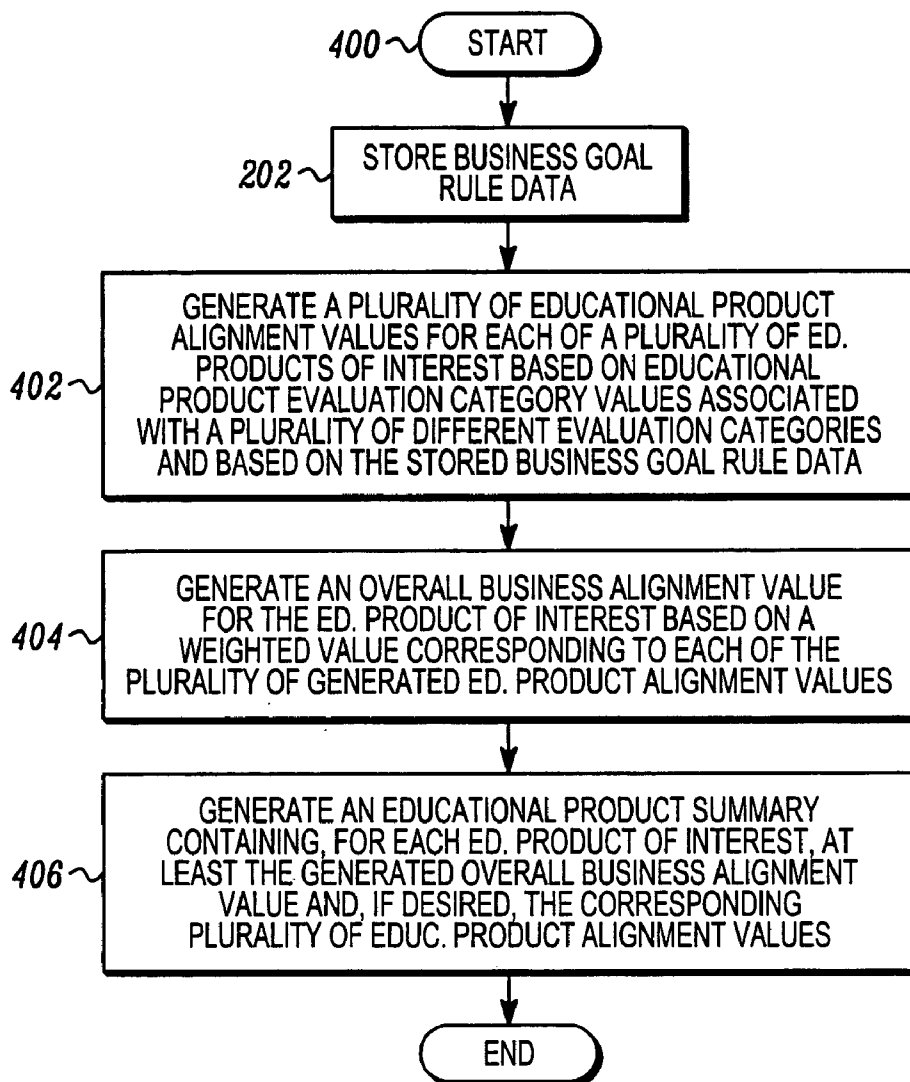 400 START
202 STORE BUSINESS GOAL
RULE DATA
GENERATE A PLURALITY OF EDUCATIONAL PRODUCT
ALIGNMENT VALUES FOR EACH OF A PLURALITY OF ED.
PRODUCTS OF INTEREST BASED ON EDUCATIONAL
402 PRODUCT EVALUATION CATEGORY VALUES ASSOCIATED
WITH A PLURALITY OF DIFFERENT EVALUATION CATEGORIES
AND BASED ON THE STORED BUSINESS GOAL RULE DATA
GENERATE AN OVERALL BUSINESS ALIGNMENT VALUE
FOR THE ED. PRODUCT OF INTEREST BASED ON A
404 WEIGHTED VALUE CORRESPONDING TO EACH OF THE
PLURALITY OF GENERATED ED. PRODUCT ALIGNMENT VALUES
GENERATE AN EDUCATIONAL PRODUCT SUMMARY
CONTAINING, FOR EACH ED. PRODUCT OF INTEREST, AT
406 LEAST THE GENERATED OVERALL BUSINESS ALIGNMENT
VALUE AND, IF DESIRED, THE CORRESPONDING
PLURALITY OF EDUC. PRODUCT ALIGNMENT VALUES
END